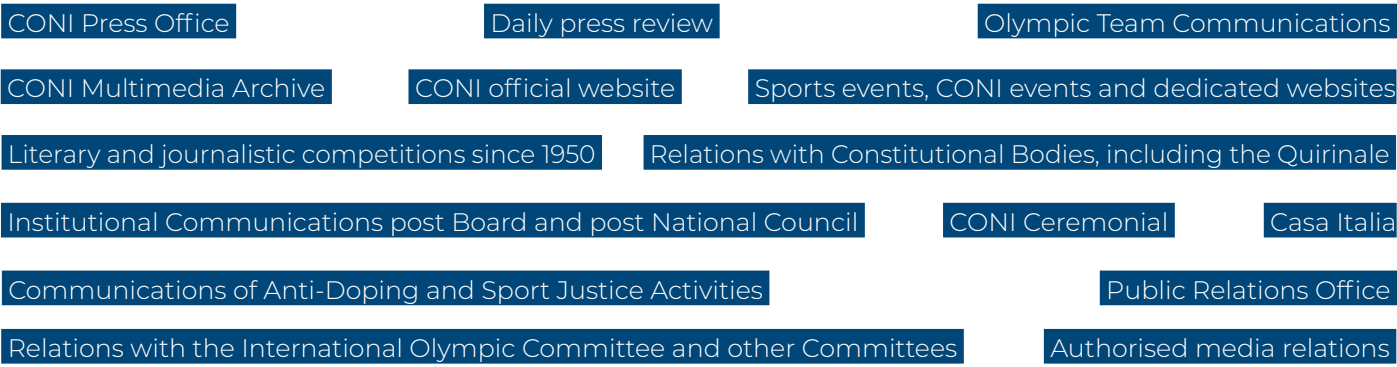 CONI Press Office
Daily press review
Olympic Team Communications
CONI Multimedia Archive
CONI official website
Sports events, CONI events and dedicated websites
Literary and journalistic competitions since 1950
Relations with Constitutional Bodies, including the Quirinale
Institutional Communications post Board and post National Council
CONI Ceremonial
Casa Italia
Communications of Anti-Doping and Sport Justice Activities
Public Relations Office
Relations with the International Olympic Committee and other Committees
Authorised media relations